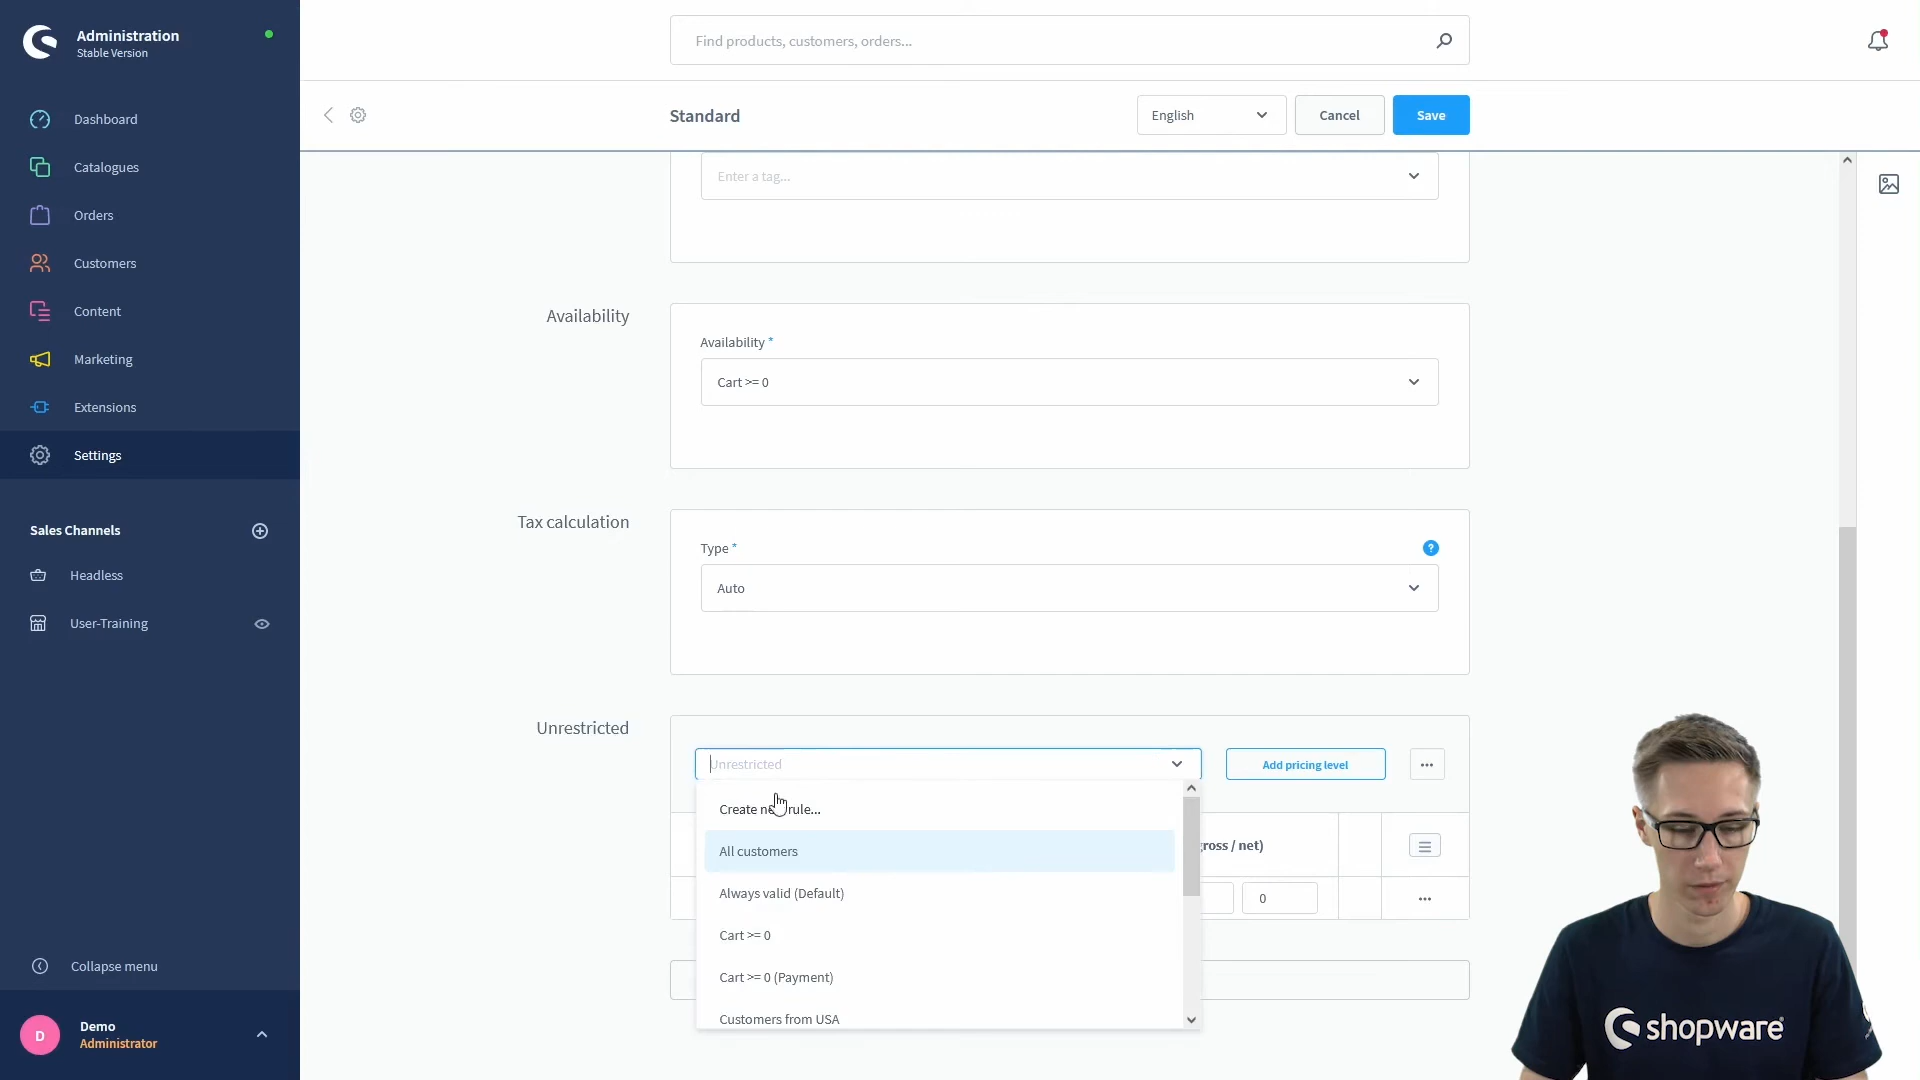 Administration
Stable Version
Find products, customers, orders...
Standard
English
Cancel
Save
Dashboard
Catalogues
Orders
Customers
Content
Marketing
Extensions
Settings
Sales Channels
Headless
User-Training
Collapse menu
D
Demo
Administrator
Enter a tag...
Availability
Availability *
Cart >= 0
Tax calculation
Type *
?
Auto
Unrestricted
Unrestricted
Add pricing level
Create rule...
All customers
Always valid (Default)
Cart >= 0
Cart >= 0 (Payment)
Customers from USA
/ net)
0
shopware